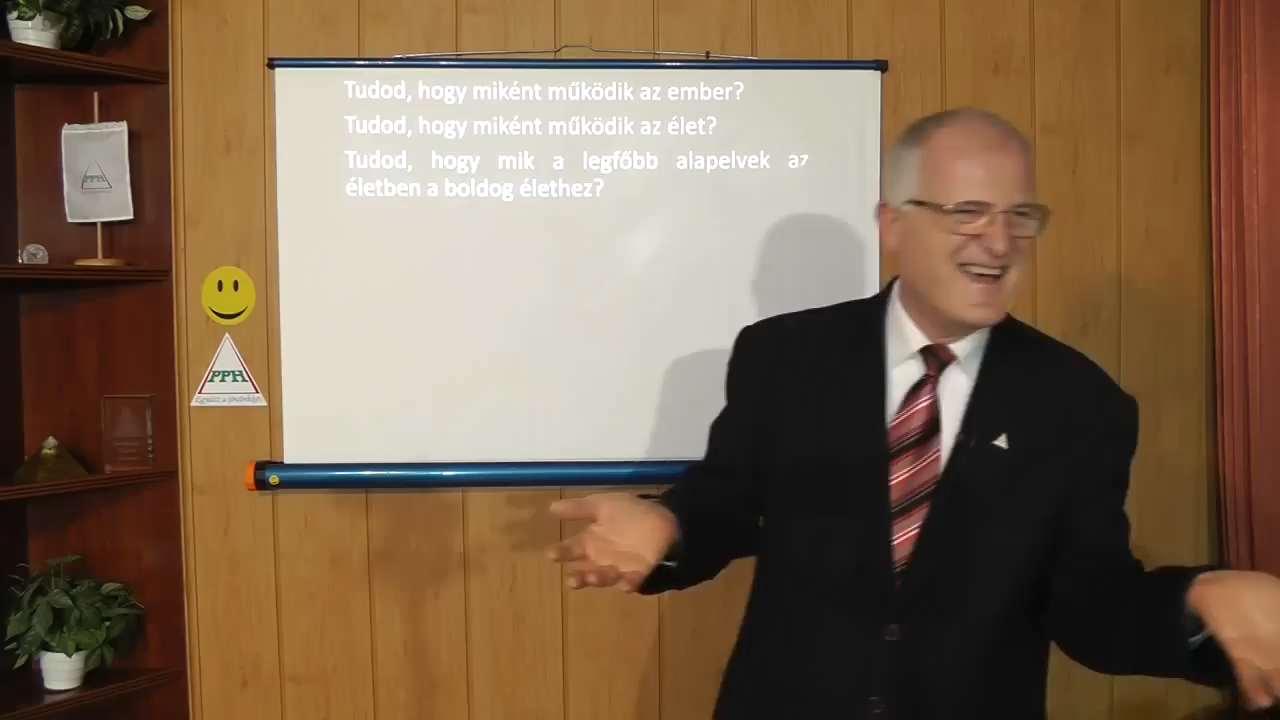 Tudod, hogy miként működik az ember?
Tudod, hogy miként működik az élet?
Tudod, hogy mik a legfőbb alapelvek az
életben a boldog élethez?
PPH
PPH